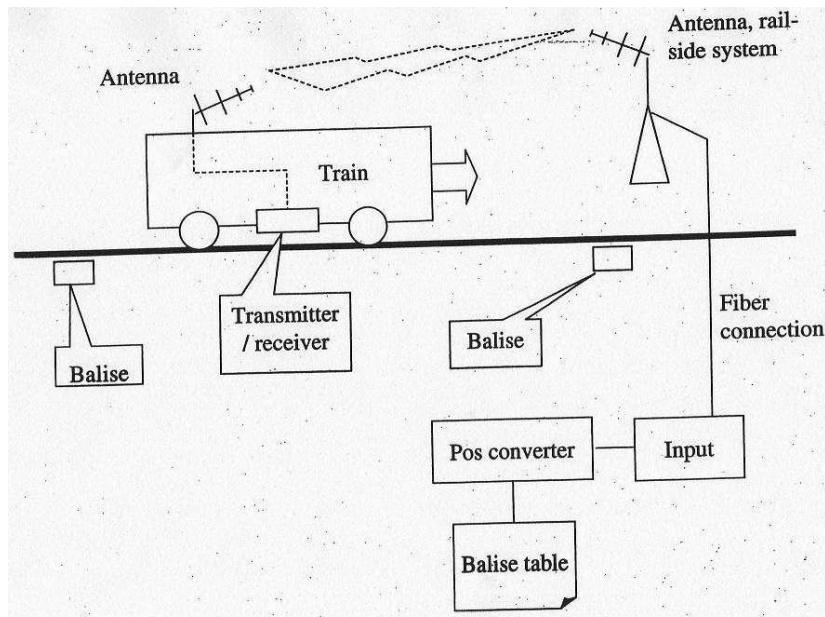 Antenna, rail-
side system
Antenna
Train
Transmitter
/ receiver
Balise
Balise
Fiber
connection
Pos converter
Input
Balise table